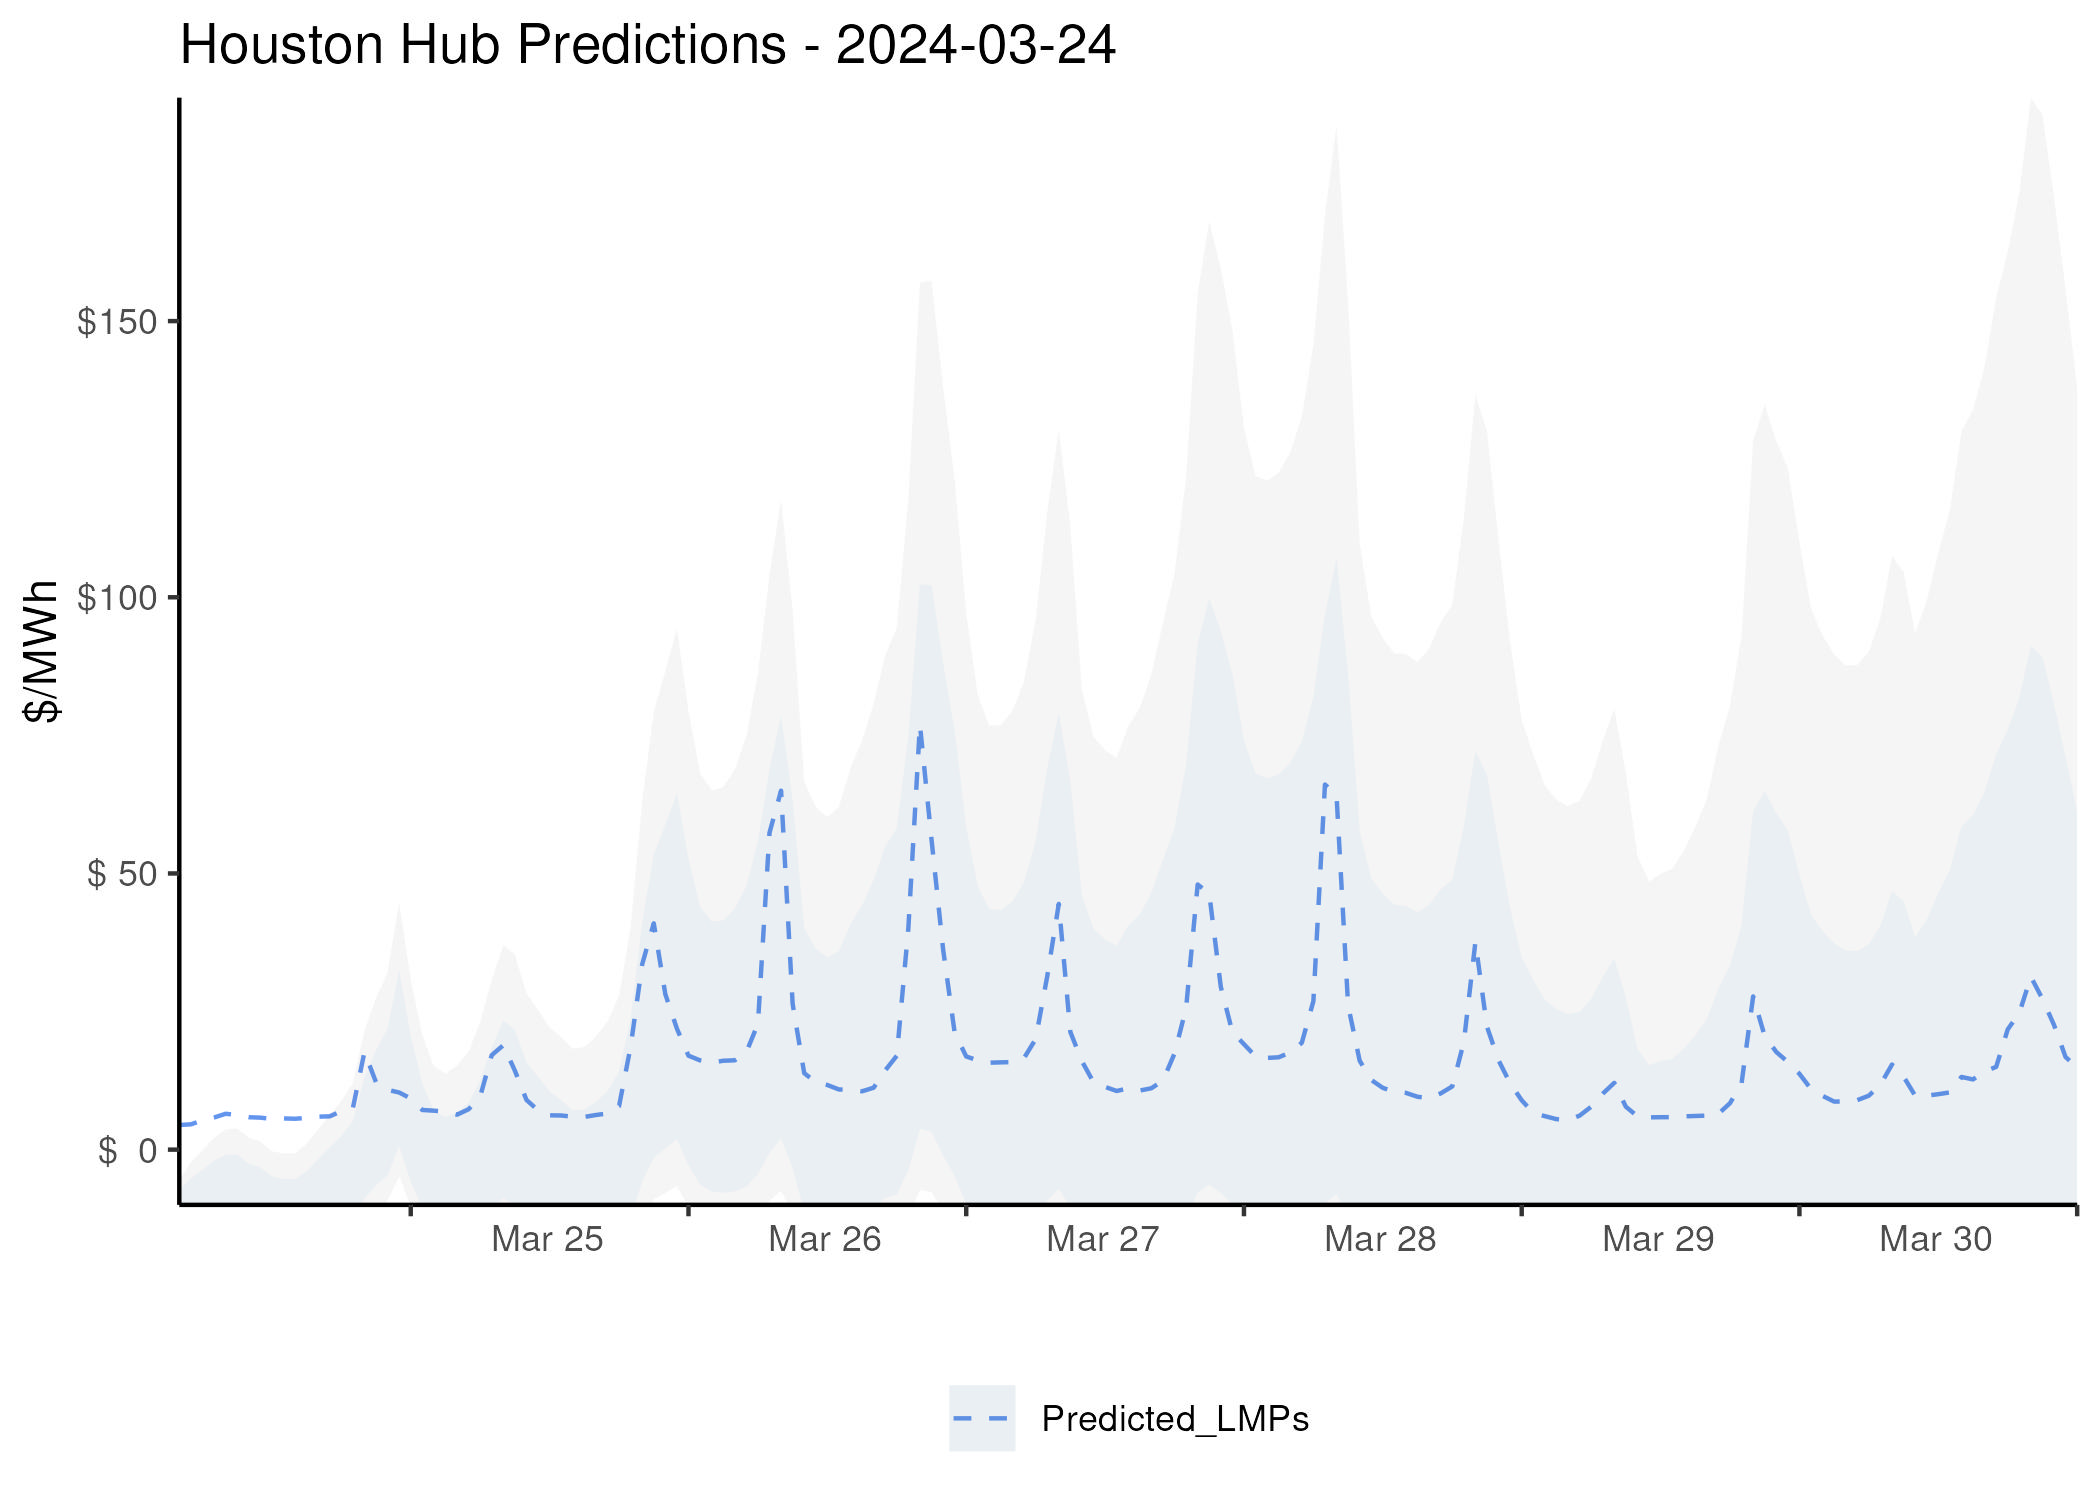 Houston Hub Predictions - 2024-03-24
$/MWh
$150
$100
$ 50
$ 0
Mar 25 Mar 26 Mar 27 Mar 28 Mar 29 Mar 30
Predicted_LMPs